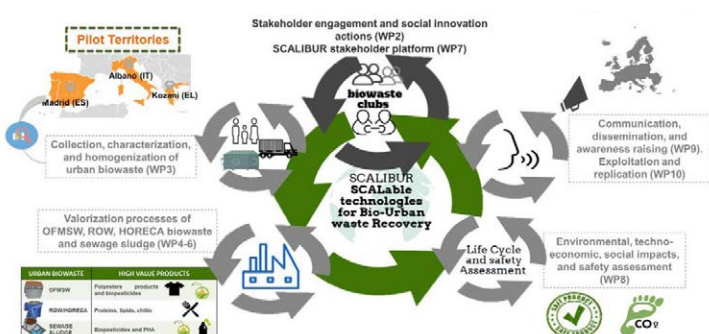 Stakeholder engagement and social Innovation
actions (WP2)
SCALIBUR stakeholder platform (WP7)
Pilot Territories
Albano (IT)
Madrid (ES)
Kozani (EL)
biowaste
clubs
Collection, characterization,
and homogenization of
urban biowaste (WP3)
Communication,
dissemination, and
awareness raising (WP9).
Exploitation and
replication (WP10)
SCALIBUR
SCALable
technologIes
for Bio-Urban
waste Recovery
Valorization processes of
OFMSW, ROW, HORECA biowaste
and sewage sludge (WP4-6)
Life Cycle
and safety
Assessment
Environmental, techno-
economic, social impacts,
and safety assessment
(WP8)
URBAN BIOWASTE
HIGH VALUE PRODUCTS
OFMSW
Polyesters products
and biopesticides
ROW/HORECA
Proteins, lipids, chitin
SEWAGE
SLUDGE
Biopesticides and PHA
SAFE PRODUCT
CO₂